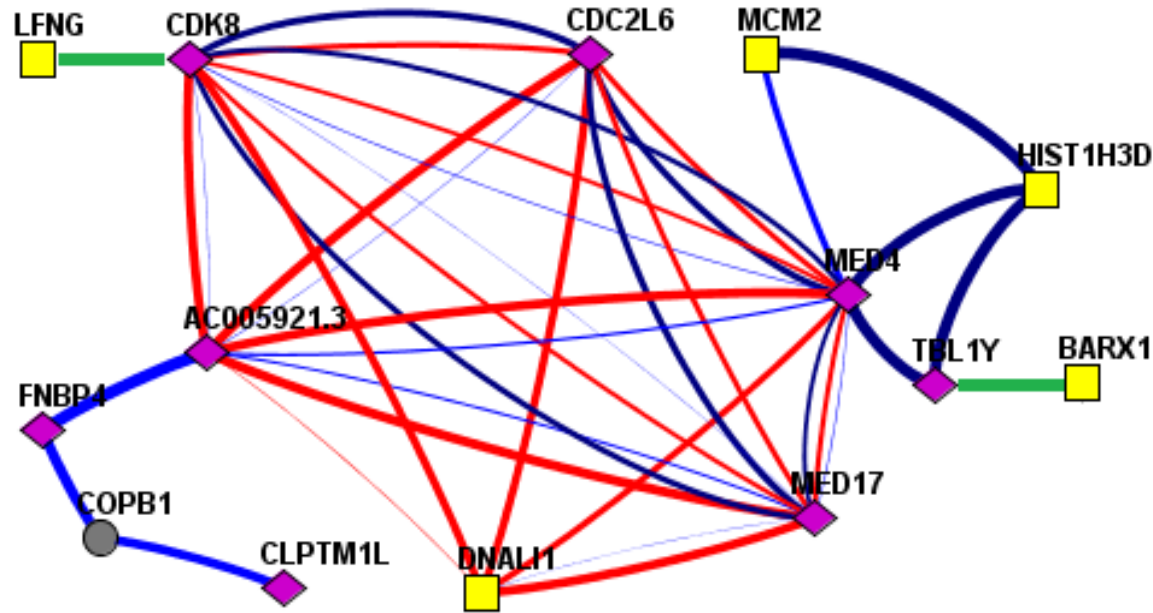 LFNG
CDK8
CDC2L6
MCM2
HIST1H3D
MED4
AC005921.3
TBL1Y
BARX1
FNBP4
MED17
COPB1
CLPTM1L
DNALI1